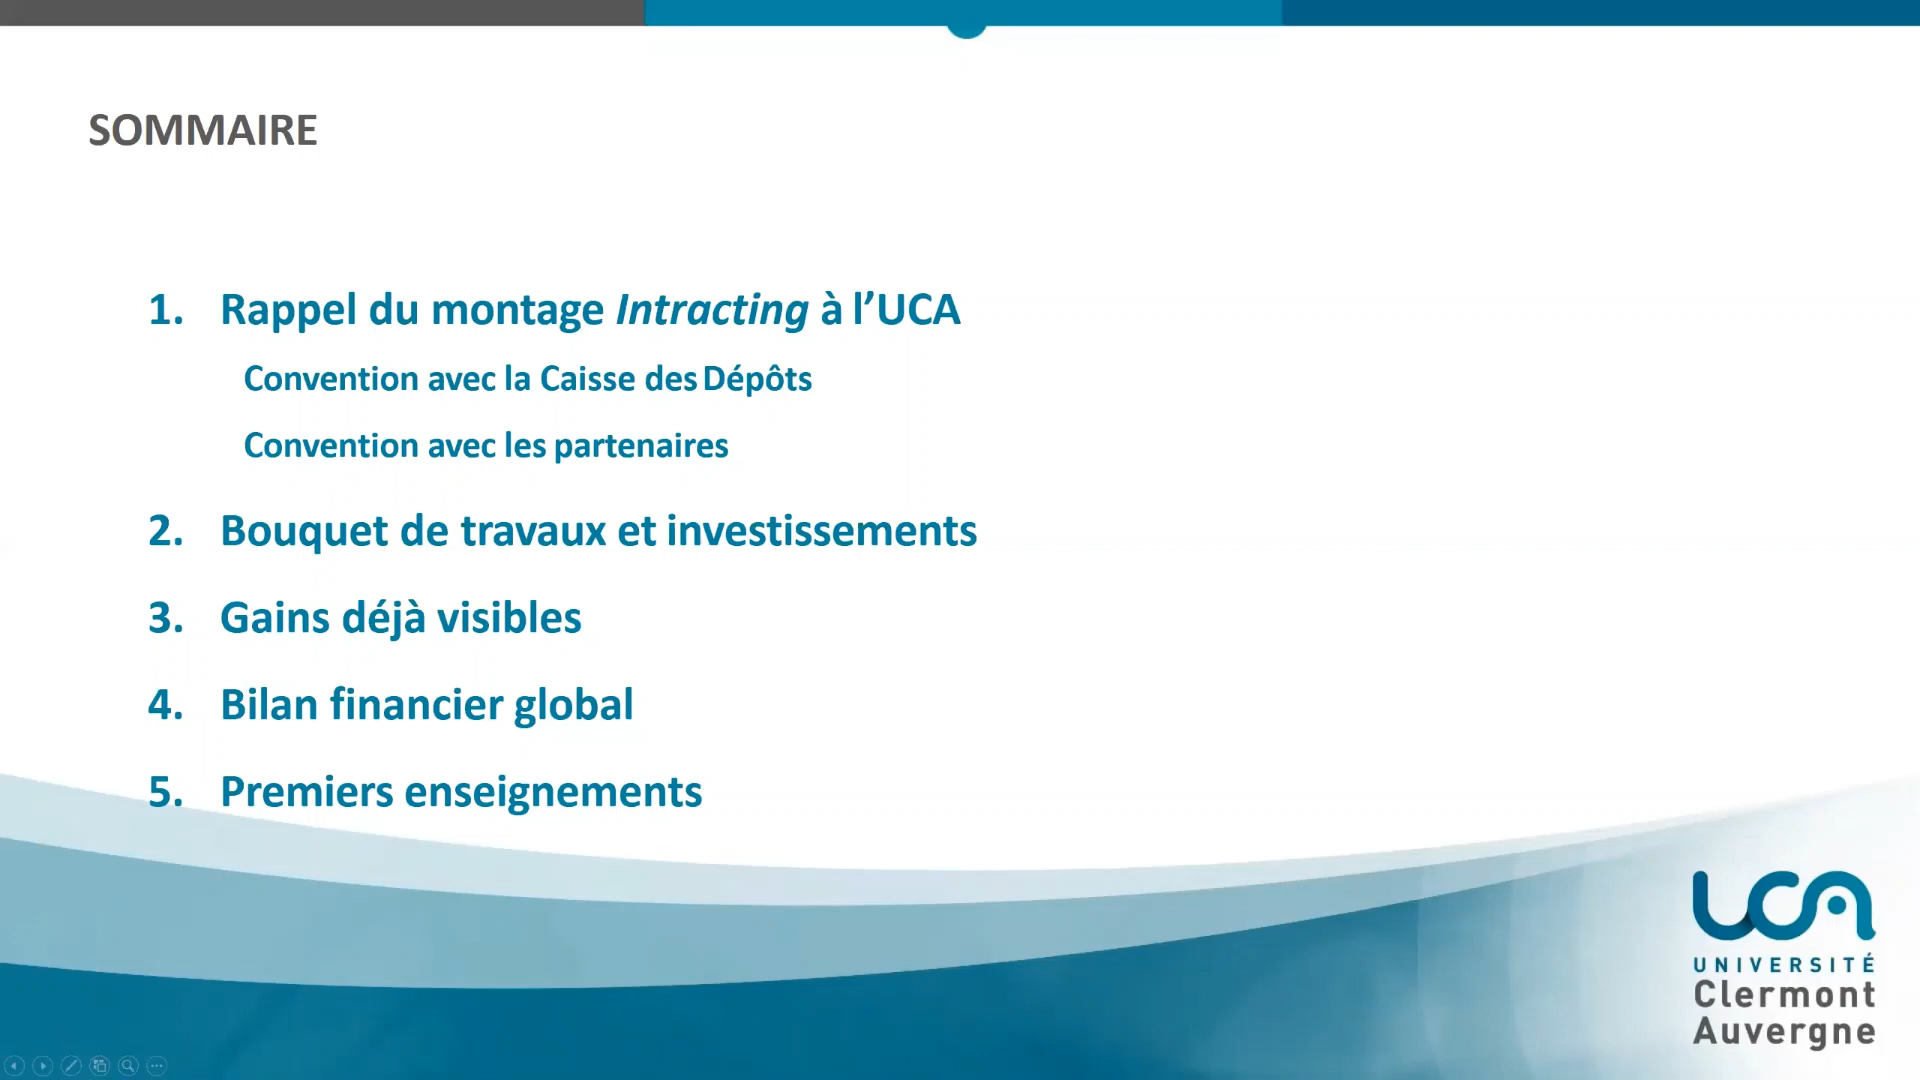 SOMMAIRE
1. Rappel du montage Intracting à l’UCA
Convention avec la Caisse des Dépôts
Convention avec les partenaires
2. Bouquet de travaux et investissements
3. Gains déjà visibles
4. Bilan financier global
5. Premiers enseignements
UCA
UNIVERSITÉ
Clermont
Auvergne